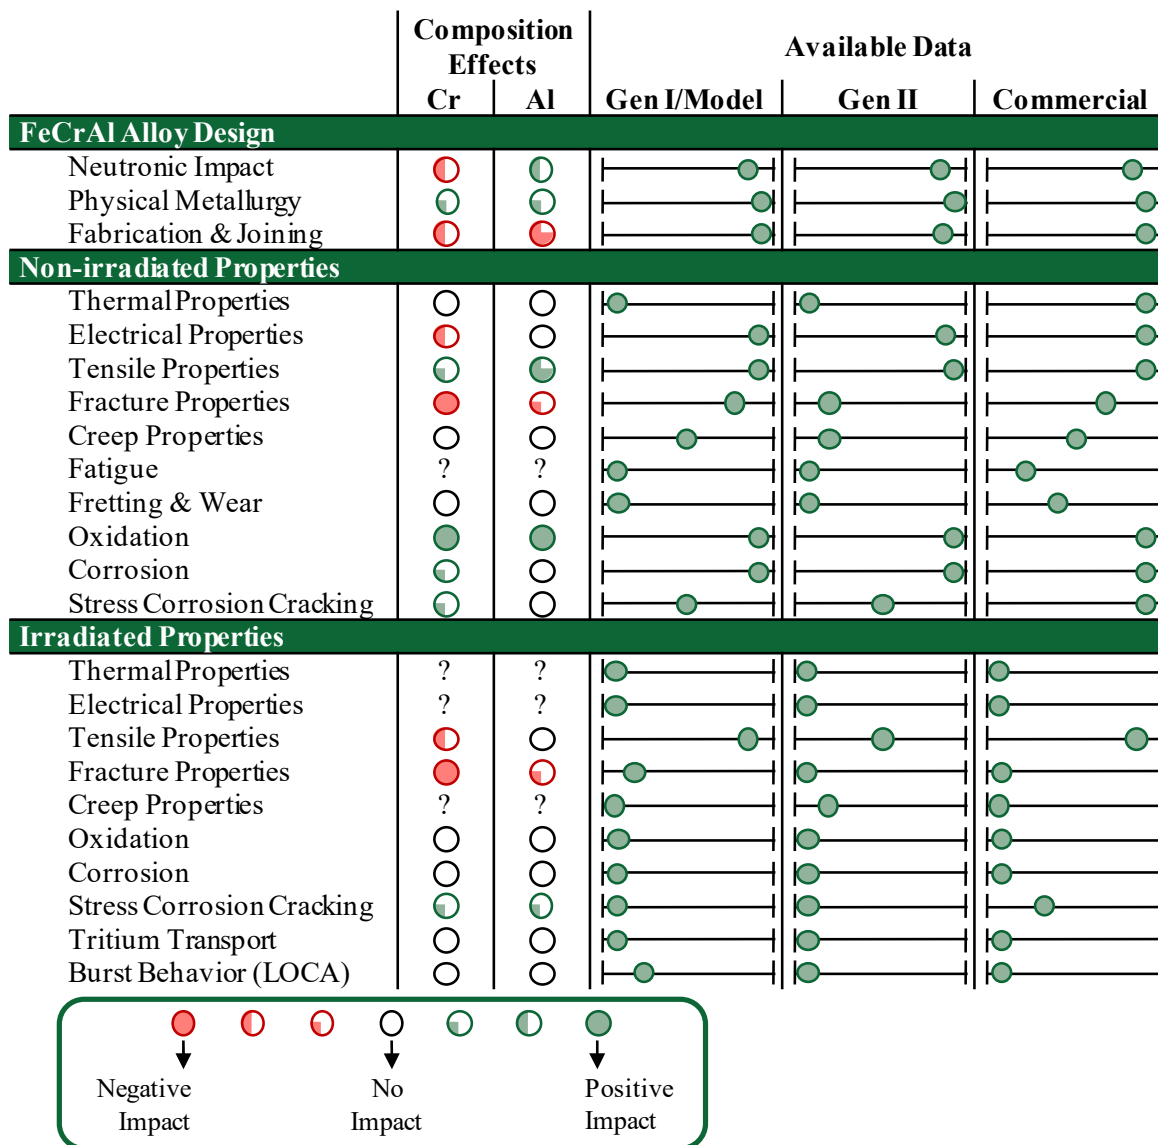 Composition Effects
Available Data
Cr Al Gen I/Model Gen II Commercial
FeCrAl Alloy Design
Neutronic Impact
Physical Metallurgy
Fabrication & Joining
Non-irradiated Properties
Thermal Properties
Electrical Properties
Tensile Properties
Fracture Properties
Creep Properties
Fatigue ? ?
Fretting & Wear
Oxidation
Corrosion
Stress Corrosion Cracking
Irradiated Properties
Thermal Properties ? ?
Electrical Properties ? ?
Tensile Properties
Fracture Properties
Creep Properties ? ?
Oxidation
Corrosion
Stress Corrosion Cracking
Tritium Transport
Burst Behavior (LOCA)
Negative Impact
No Impact
Positive Impact